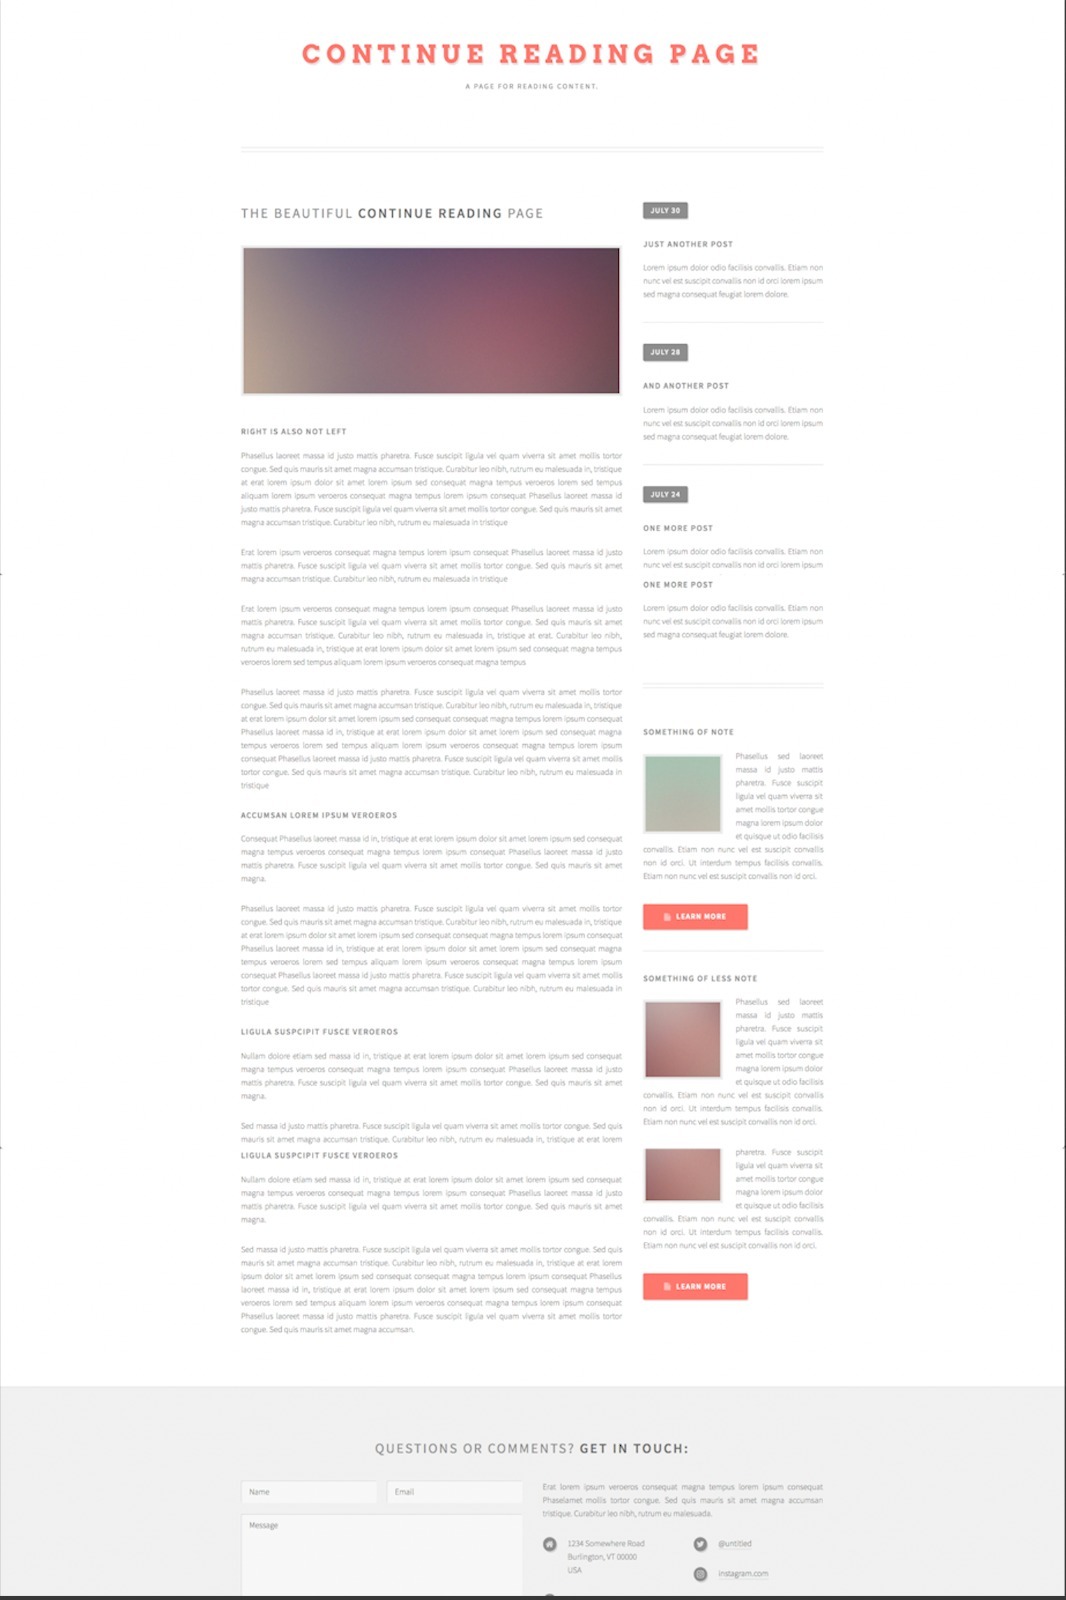 CONTINUE READING PAGE
A PAGE FOR READING CONTENT.
THE BEAUTIFUL CONTINUE READING PAGE
RIGHT IS ALSO NOT LEFT
Phasellus laoreet massa id justo mattis pharetra. Fusce suscipit ligula vel quam viverra sit amet mollis tortor
congue. Sed quis mauris sit amet magna accumsan tristique. Curabitur leo nibh, rutrum eu malesuada in, tristique
at erat lorem ipsum dolor sit amet lorem ipsum sed consequat magna tempus veroeros lorem sed tempus
aliquam lorem ipsum veroeros consequat magna tempus lorem ipsum consequat Phasellus laoreet massa id
justo mattis pharetra. Fusce suscipit ligula vel quam viverra sit amet mollis tortor congue. Sed quis mauris sit amet
magna accumsan tristique. Curabitur leo nibh, rutrum eu malesuada in tristique
Erat lorem ipsum veroeros consequat magna tempus lorem ipsum consequat Phasellus laoreet massa id justo
mattis pharetra. Fusce suscipit ligula vel quam viverra sit amet mollis tortor congue. Sed quis mauris sit amet
magna accumsan tristique. Curabitur leo nibh, rutrum eu malesuada in tristique
Erat lorem ipsum veroeros consequat magna tempus lorem ipsum consequat Phasellus laoreet massa id justo
mattis pharetra. Fusce suscipit ligula vel quam viverra sit amet mollis tortor congue. Sed quis mauris sit amet
magna accumsan tristique. Curabitur leo nibh, rutrum eu malesuada in, tristique at erat. Curabitur leo nibh,
rutrum eu malesuada in, tristique at erat lorem ipsum dolor sit amet lorem ipsum sed consequat magna tempus
veroeros lorem sed tempus aliquam lorem ipsum veroeros consequat magna tempus
Phasellus laoreet massa id justo mattis pharetra. Fusce suscipit ligula vel quam viverra sit amet mollis tortor
congue. Sed quis mauris sit amet magna accumsan tristique. Curabitur leo nibh, rutrum eu malesuada in, tristique
at erat lorem ipsum dolor sit amet lorem ipsum sed consequat consequat magna tempus lorem ipsum consequat
Phasellus laoreet massa id in, tristique at erat lorem ipsum dolor sit amet lorem ipsum sed consequat magna
tempus veroeros lorem sed tempus aliquam lorem ipsum veroeros consequat magna tempus lorem ipsum
consequat Phasellus laoreet massa id justo mattis pharetra. Fusce suscipit ligula vel quam viverra sit amet mollis
tortor congue. Sed quis mauris sit amet magna accumsan tristique. Curabitur leo nibh, rutrum eu malesuada in
tristique
ACCUMSAN LOREM IPSUM VEROEROS
Consequat Phasellus laoreet massa id in, tristique at erat lorem ipsum dolor sit amet lorem ipsum sed consequat
magna tempus veroeros consequat magna tempus lorem ipsum consequat Phasellus laoreet massa id justo
mattis pharetra. Fusce suscipit ligula vel quam viverra sit amet mollis tortor congue. Sed quis mauris sit amet
magna.
Phasellus laoreet massa id justo mattis pharetra. Fusce suscipit ligula vel quam viverra sit amet mollis tortor
congue. Sed quis mauris sit amet magna accumsan tristique. Curabitur leo nibh, rutrum eu malesuada in, tristique
at erat lorem ipsum dolor sit amet lorem ipsum sed consequat consequat magna tempus lorem ipsum consequat
Phasellus laoreet massa id in, tristique at erat lorem ipsum dolor sit amet lorem ipsum sed consequat magna
tempus veroeros lorem sed tempus aliquam lorem ipsum veroeros consequat magna tempus lorem ipsum
consequat Phasellus laoreet massa id justo mattis pharetra. Fusce suscipit ligula vel quam viverra sit amet mollis
tortor congue. Sed quis mauris sit amet magna accumsan tristique. Curabitur leo nibh, rutrum eu malesuada in
tristique
LIGULA SUSPCIPIT FUSCE VEROEROS
Nullam dolore etiam sed massa id in, tristique at erat lorem ipsum dolor sit amet lorem ipsum sed consequat
magna tempus veroeros consequat magna tempus lorem ipsum consequat Phasellus laoreet massa id justo
mattis pharetra. Fusce suscipit ligula vel quam viverra sit amet mollis tortor congue. Sed quis mauris sit amet
magna.
Sed massa id justo mattis pharetra. Fusce suscipit ligula vel quam viverra sit amet mollis tortor congue. Sed quis
mauris sit amet magna accumsan tristique. Curabitur leo nibh, rutrum eu malesuada in, tristique at erat lorem
LIGULA SUSPCIPIT FUSCE VEROEROS
Nullam dolore etiam sed massa id in, tristique at erat lorem ipsum dolor sit amet lorem ipsum sed consequat
magna tempus veroeros consequat magna tempus lorem ipsum consequat Phasellus laoreet massa id justo
mattis pharetra. Fusce suscipit ligula vel quam viverra sit amet mollis tortor congue. Sed quis mauris sit amet
magna.
Sed massa id justo mattis pharetra. Fusce suscipit ligula vel quam viverra sit amet mollis tortor congue. Sed quis
mauris sit amet magna accumsan tristique. Curabitur leo nibh, rutrum eu malesuada in, tristique at erat lorem
ipsum dolor sit amet lorem ipsum sed consequat consequat magna tempus lorem ipsum consequat Phasellus
laoreet massa id in, tristique at erat lorem ipsum dolor sit amet lorem ipsum sed consequat magna tempus
veroeros lorem sed tempus aliquam lorem ipsum veroeros consequat magna tempus lorem ipsum consequat
Phasellus laoreet massa id justo mattis pharetra. Fusce suscipit ligula vel quam viverra sit amet mollis tortor
congue. Sed quis mauris sit amet magna accumsan.
JULY 30
JUST ANOTHER POST
Lorem ipsum dolor odio facilisis convallis. Etiam non
nunc vel est suscipit convallis non id orci lorem ipsum
sed magna consequat feugiat lorem dolore.
JULY 28
AND ANOTHER POST
Lorem ipsum dolor odio facilisis convallis. Etiam non
nunc vel est suscipit convallis non id orci lorem ipsum
sed magna consequat feugiat lorem dolore.
JULY 24
ONE MORE POST
Lorem ipsum dolor odio facilisis convallis. Etiam non
nunc vel est suscipit convallis non id orci lorem ipsum
ONE MORE POST
Lorem ipsum dolor odio facilisis convallis. Etiam non
nunc vel est suscipit convallis non id orci lorem ipsum
sed magna consequat feugiat lorem dolore.
SOMETHING OF NOTE
Phasellus sed laoreet
massa id justo mattis
pharetra. Fusce suscipit
ligula vel quam viverra sit
amet mollis tortor congue
magna lorem ipsum dolor
et quisque ut odio facilisis
convallis. Etiam non nunc vel est suscipit convallis
non id orci. Ut interdum tempus facilisis convallis.
Etiam non nunc vel est suscipit convallis non id orci.
LEARN MORE
SOMETHING OF LESS NOTE
Phasellus sed laoreet
massa id justo mattis
pharetra. Fusce suscipit
ligula vel quam viverra sit
amet mollis tortor congue
magna lorem ipsum dolor
et quisque ut odio facilisis
convallis. Etiam non nunc vel est suscipit convallis
non id orci. Ut interdum tempus facilisis convallis.
Etiam non nunc vel est suscipit convallis non id orci.
pharetra. Fusce suscipit
ligula vel quam viverra sit
amet mollis tortor congue
magna lorem ipsum dolor
et quisque ut odio facilisis
convallis. Etiam non nunc vel est suscipit convallis
non id orci. Ut interdum tempus facilisis convallis.
Etiam non nunc vel est suscipit convallis non id orci.
LEARN MORE
QUESTIONS OR COMMENTS? GET IN TOUCH:
Name
Email
Message
Erat lorem ipsum veroeros consequat magna tempus lorem ipsum consequat
Phaselamet mollis tortor congue. Sed quis mauris sit amet magna accumsan
tristique. Curabitur leo nibh, rutrum eu malesuada.
1234 Somewhere Road
Burlington, VT 00000
USA
@untitled
instagram.com